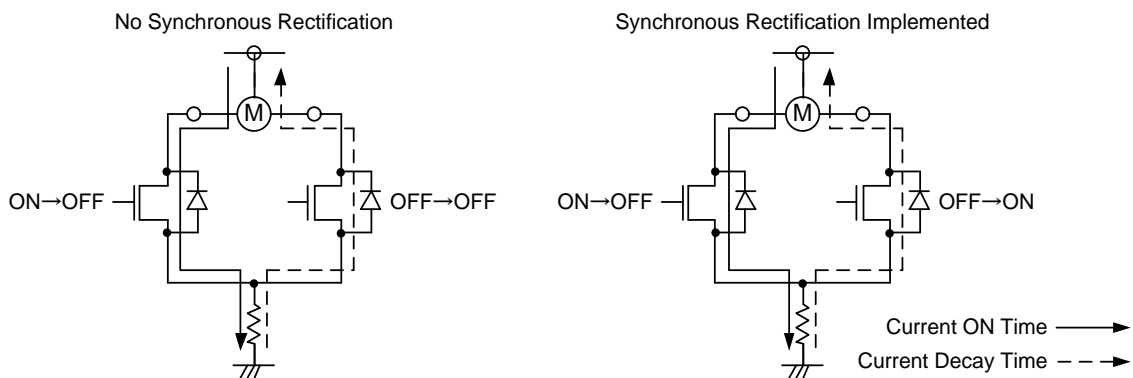 No Synchronous Rectification
Synchronous Rectification Implemented
M
M
ON→OFF
OFF→OFF
ON→OFF
OFF→ON
Current ON Time
Current Decay Time